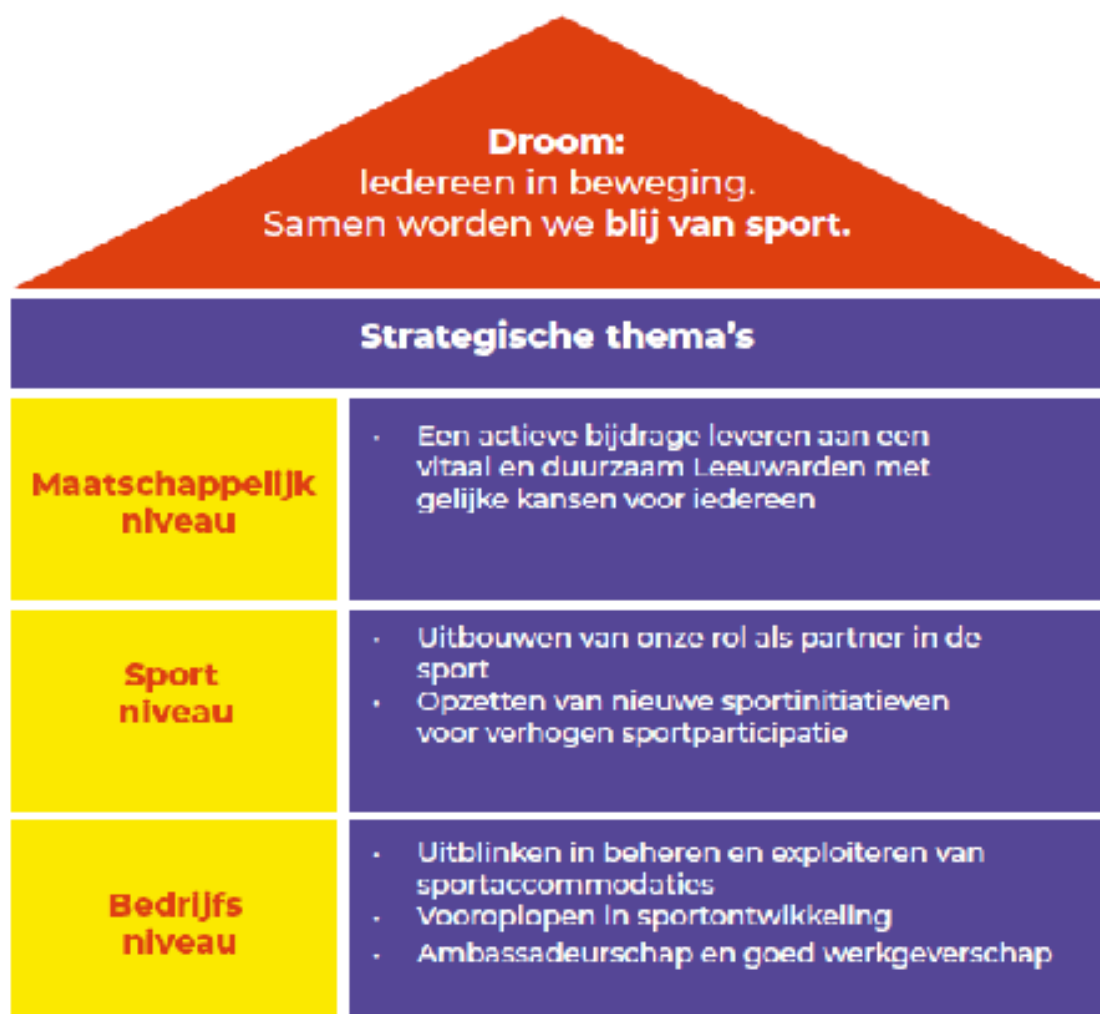 Droom:
Iedereen in beweging.
Samen worden we blij van sport.
Strategische thema's
Maatschappelijk
niveau
• Een actieve bijdrage leveren aan een
vitaal en duurzaam Leeuwarden met
gelijke kansen voor iedereen
Sport
niveau
• Uitbouwen van onze rol als partner in de
sport
• Opzetten van nieuwe sportinitiatieven
voor verhogen sportparticipatie
Bedrijfs
niveau
• Uitblinken in beheren en exploiteren van
sportaccommodaties
• Vooroplopen in sportontwikkeling
• Ambassadeurschap en goed werkgeverschap